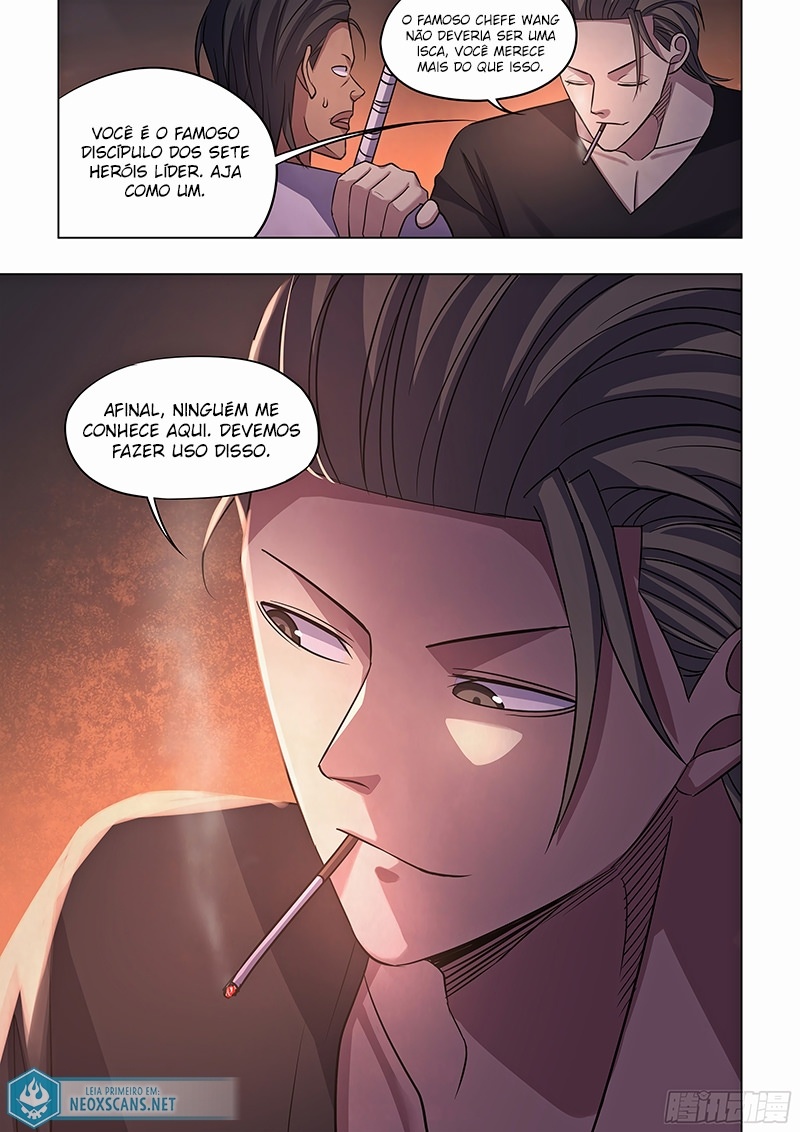 O FAMOSO CHEFE WANG
NÃO DEVERIA SER UMA
ISCA, VOCÊ MERECE
MAIS DO QUE ISSO.
VOCÊ É O FAMOSO
DISCÍPULO DOS SETE
HERÓIS LÍDER. AJA
COMO UM.
AFINAL, NINGUÉM ME
CONHECE AQUI. DEVEMOS
FAZER USO DISSO.
LEIA PRIMEIRO EM:
NEOXSCANS.NET
腾讯动漫